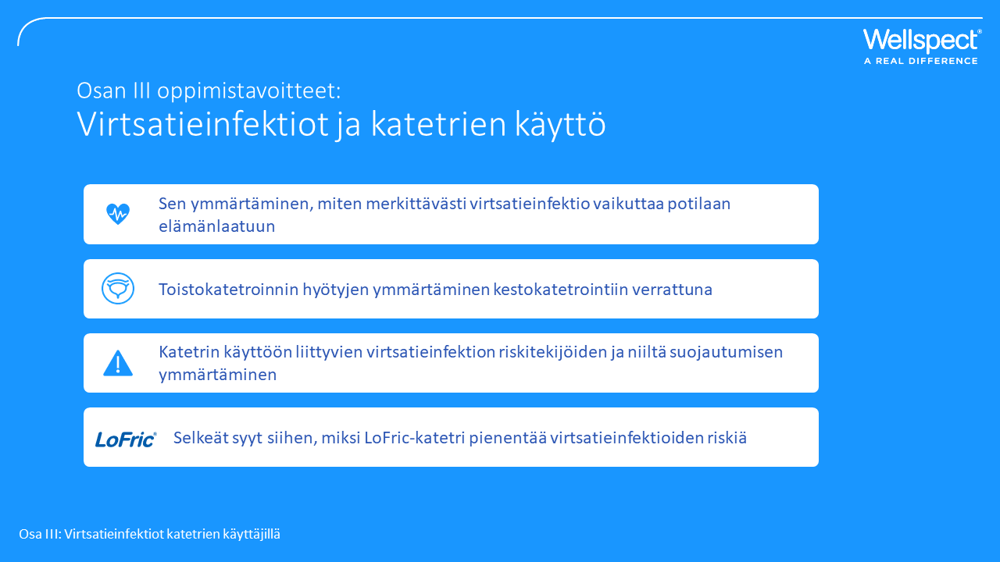 Wellspect®
A REAL DIFFERENCE
Osan III oppimistavoitteet:
Virtsatieinfektiot ja katetrien käyttö
Sen ymmärtäminen, miten merkittävästi virtsatieinfektio vaikuttaa potilaan
elämänlaatuun
Toistokatetroinnin hyötyjen ymmärtäminen kestokatetrointiin verrattuna
Katetrin käyttöön liittyvien virtsatieinfektion riskitekijöiden ja niiltä suojautumisen
ymmärtäminen
LoFric®
Selkeät syyt siihen, miksi LoFric-katetri pienentää virtsatieinfektioiden riskiä
Osa III: Virtsatieinfektiot katetrien käyttäjillä